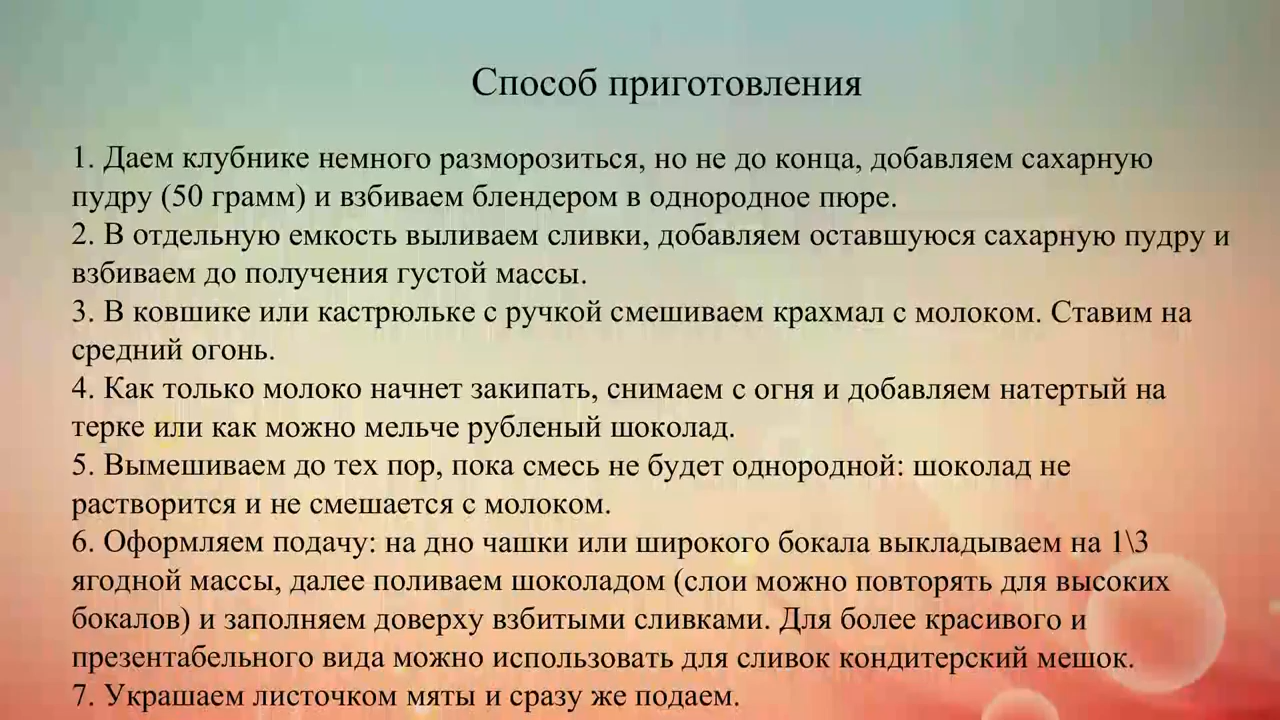 Способ приготовления
1. Даем клубнике немного разморозиться, но не до конца, добавляем сахарную
пудру (50 грамм) и взбиваем блендером в однородное пюре.
2. В отдельную емкость выливаем сливки, добавляем оставшуюся сахарную пудру и
взбиваем до получения густой массы.
3. В ковшике или кастрюльке с ручкой смешиваем крахмал с молоком. Ставим на
средний огонь.
4. Как только молоко начнет закипать, снимаем с огня и добавляем натертый на
терке или как можно мельче рубленый шоколад.
5. Вымешиваем до тех пор, пока смесь не будет однородной: шоколад не
растворится и не смешается с молоком.
6. Оформляем подачу: на дно чашки или широкого бокала выкладываем на 1\3
ягодной массы, далее поливаем шоколадом (слои можно повторять для высоких
бокалов) и заполняем доверху взбитыми сливками. Для более красивого и
презентабельного вида можно использовать для сливок кондитерский мешок.
7. Украшаем листочком мяты и сразу же подаем.